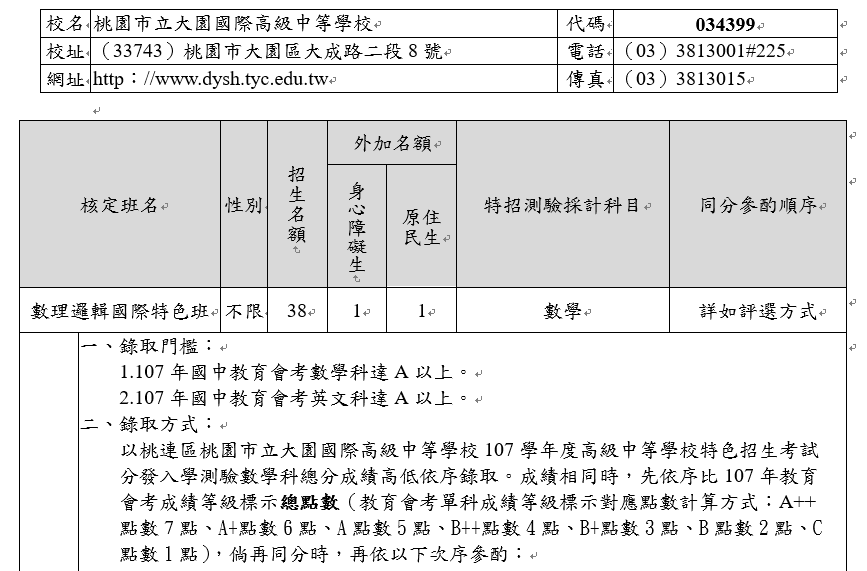 校名 桃園市立大園國際高級中等學校 代碼 034399
校址 （33743）桃園市大園區大成路二段 8 號 電話 （03）3813001#225
網址 http：//www.dysh.tyc.edu.tw 傳真 （03）3813015
核定班名 性別 招生名額 外加名額 特招測驗採計科目 同分參酌順序
身心障礙生 原住民生
數理邏輯國際特色班 不限 38 1 1 數學 詳如評選方式
一、錄取門檻：
1.107 年國中教育會考數學科達 A 以上。
2.107 年國中教育會考英文科達 A 以上。
二、錄取方式：
以桃連區桃園市立大園國際高級中等學校 107 學年度高級中等學校特色招生考試
分發入學測驗數學科總分成績高低依序錄取。成績相同時，先依序比 107 年教育
會考成績等級標示總點數（教育會考單科成績等級標示對應點數計算方式：A++
點數 7 點、A+點數 6 點、A 點數 5 點、B++點數 4 點、B+點數 3 點、B 點數 2 點、C
點數 1 點），倘再同分時，再依以下次序參酌：